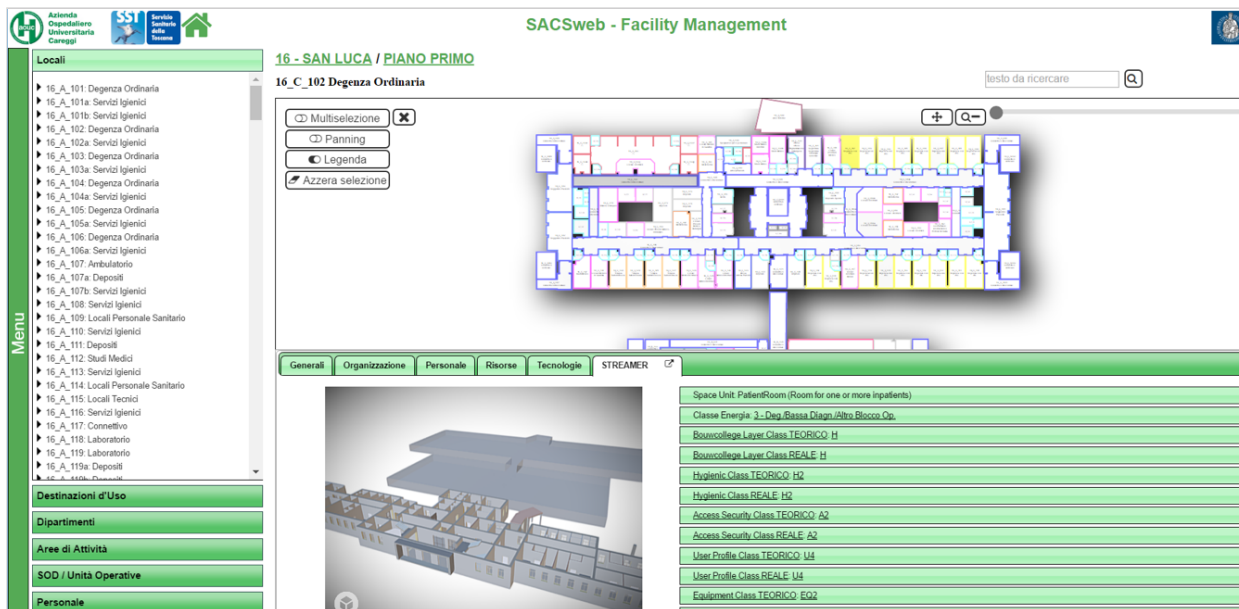 Azienda
Ospedaliero
Universitaria
Careggi
SST
Servizio
Sanitario
della
Toscana
SACSweb - Facility Management
Menu
Locali
16_A_101: Degenza Ordinaria
16_A_101a: Servizi Igienici
16_A_101b: Servizi Igienici
16_A_102: Degenza Ordinaria
16_A_102a: Servizi Igienici
16_A_103: Degenza Ordinaria
16_A_103a: Servizi Igienici
16_A_104: Degenza Ordinaria
16_A_104a: Servizi Igienici
16_A_105: Degenza Ordinaria
16_A_105a: Servizi Igienici
16_A_106: Degenza Ordinaria
16_A_106a: Servizi Igienici
16_A_107: Ambulatorio
16_A_107a: Depositi
16_A_107b: Servizi Igienici
16_A_108: Servizi Igienici
16_A_109: Locali Personale Sanitario
16_A_110: Servizi Igienici
16_A_111: Depositi
16_A_112: Studi Medici
16_A_113: Servizi Igienici
16_A_114: Locali Personale Sanitario
16_A_115: Locali Tecnici
16_A_116: Servizi Igienici
16_A_117: Connettivo
16_A_118: Laboratorio
16_A_119: Laboratorio
16_A_119a: Depositi
16_A_119b: Depositi
Destinazioni d'Uso
Dipartimenti
Aree di Attività
SOD / Unità Operative
Personale
16 - SAN LUCA / PIANO PRIMO
16_C_102 Degenza Ordinaria
testo da ricercare
Multiselezione
Panning
Legenda
Azzera selezione
Generali Organizzazione Personale Risorse Tecnologie STREAMER
Space Unit: PatientRoom (Room for one or more inpatients)
Classe Energia: 3 - Deg./Bassa Diagn./Altro Blocco Op.
Bouwcollege Layer Class TEORICO: H
Bouwcollege Layer Class REALE: H
Hygienic Class TEORICO: H2
Hygienic Class REALE: H2
Access Security Class TEORICO: A2
Access Security Class REALE: A2
User Profile Class TEORICO: U4
User Profile Class REALE: U4
Equipment Class TEORICO: EQ2